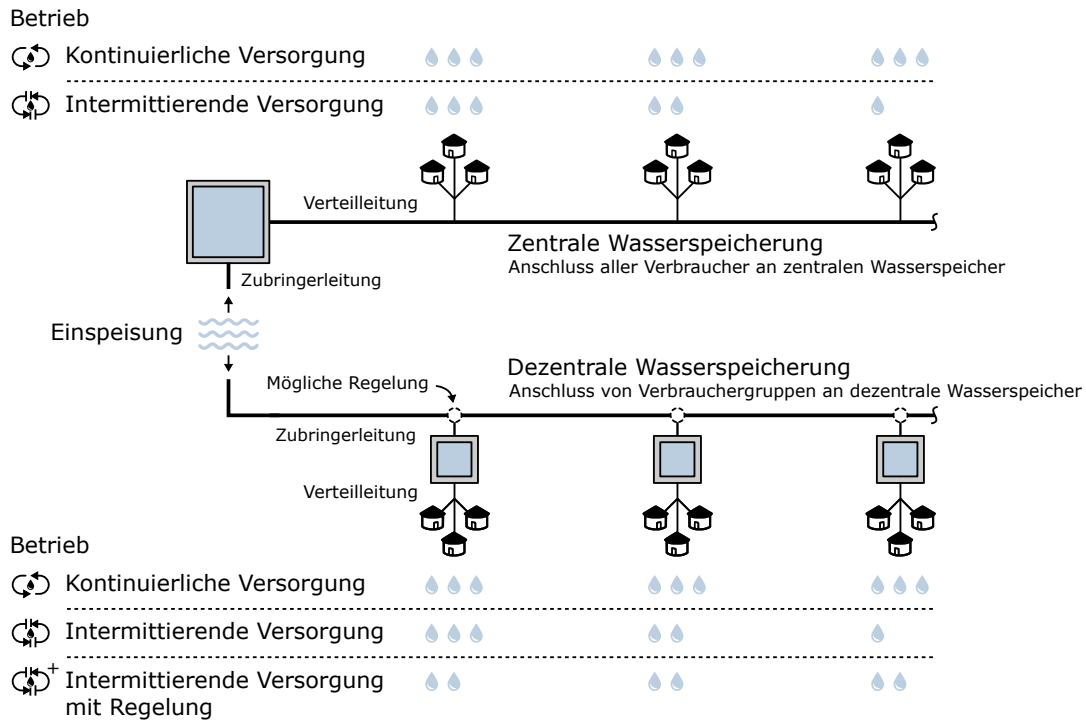 Betrieb
Kontinuierliche Versorgung
Intermittierende Versorgung
Verteilleitung
Zentrale Wasserspeicherung
Anschluss aller Verbraucher an zentralen Wasserspeicher
Zubringerleitung
Einspeisung
Dezentrale Wasserspeicherung
Mögliche Regelung
Anschluss von Verbrauchergruppen an dezentrale Wasserspeicher
Zubringerleitung
Verteilleitung
Betrieb
Kontinuierliche Versorgung
Intermittierende Versorgung
+
Intermittierende Versorgung
mit Regelung